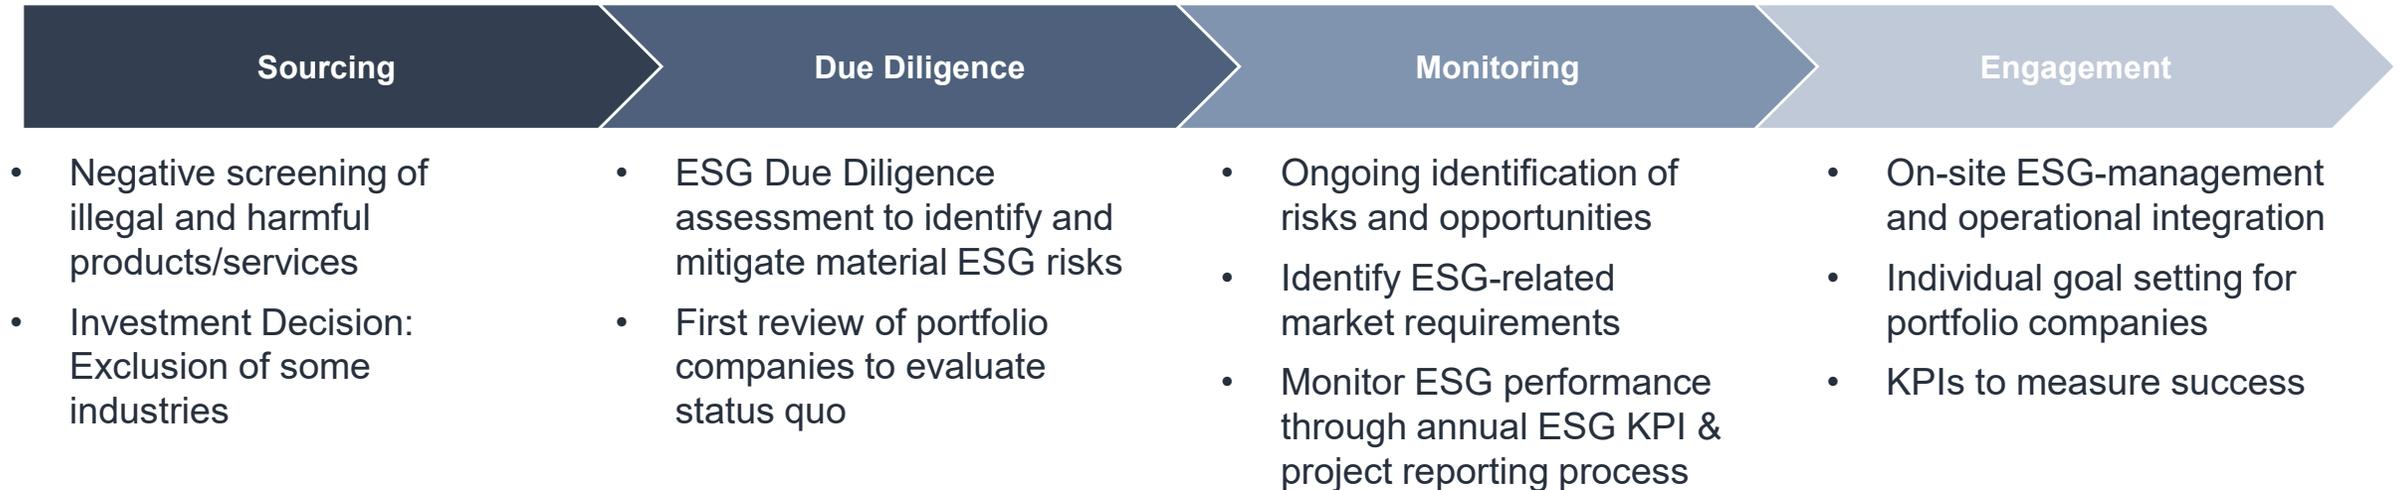 Sourcing
Due Diligence
Monitoring
Engagement
• Negative screening of
illegal and harmful
products/services
• Investment Decision:
Exclusion of some
industries
• ESG Due Diligence
assessment to identify and
mitigate material ESG risks
• First review of portfolio
companies to evaluate
status quo
• Ongoing identification of
risks and opportunities
• Identify ESG-related
market requirements
• Monitor ESG performance
through annual ESG KPI &
project reporting process
• On-site ESG-management
and operational integration
• Individual goal setting for
portfolio companies
• KPIs to measure success